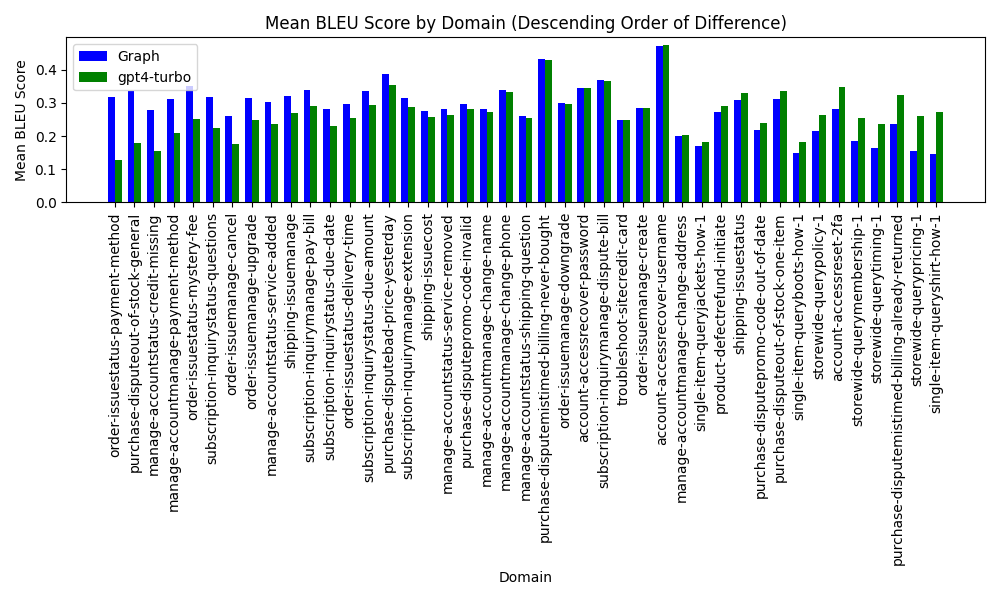 Mean BLEU Score by Domain (Descending Order of Difference)
Graph
gpt4-turbo
Mean BLEU Score
0.4
0.3
0.2
0.1
0.0
order-issuestatus-payment-method
purchase-disputeout-of-stock-general
manage-accountstatus-credit-missing
manage-accountmanage-payment-method
order-issuestatus-mystery-fee
subscription-inquirystatus-questions
order-issuemanage-cancel
order-issuemanage-upgrade
manage-accountstatus-service-added
shipping-issuemanage
subscription-inquirymanage-pay-bill
subscription-inquirystatus-due-date
order-issuestatus-delivery-time
subscription-inquirystatus-due-amount
purchase-disputebad-price-yesterday
subscription-inquirymanage-extension
shipping-issuecost
manage-accountstatus-service-removed
purchase-disputepromo-code-invalid
manage-accountmanage-change-name
manage-accountmanage-change-phone
manage-accountstatus-shipping-question
purchase-disputemistimed-billing-never-bought
order-issuemanage-downgrade
account-accessrecover-password
subscription-inquirymanage-dispute-bill
troubleshoot-sitecredit-card
order-issuemanage-create
account-accessrecover-username
manage-accountmanage-change-address
single-item-queryjackets-how-1
product-defectrefund-initiate
shipping-issuestatus
purchase-disputepromo-code-out-of-date
purchase-disputeout-of-stock-one-item
single-item-queryboots-how-1
storewide-querypolicy-1
account-accessreset-2fa
storewide-querymembership-1
storewide-querytiming-1
purchase-disputemistimed-billing-already-returned
storewide-querypricing-1
single-item-queryshirt-how-1
Domain